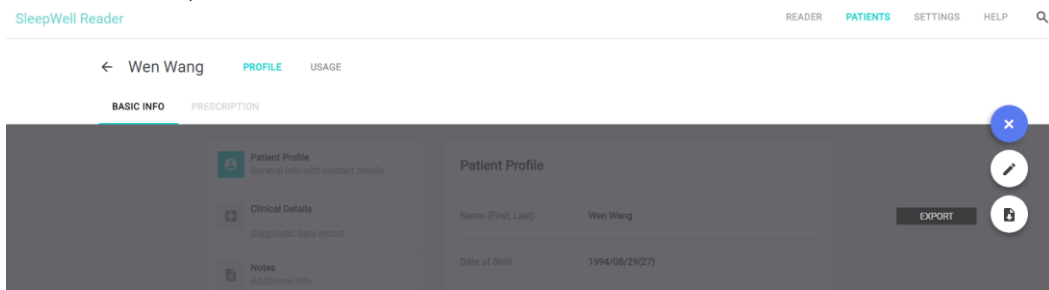 SleepWell Reader
READER PATIENTS SETTINGS HELP
Wen Wang PROFILE USAGE
BASIC INFO PRESCRIPTION
Patient Profile
General info with contact details
Clinical Details
Diagnostic data record
Notes
Additional info
Patient Profile
Name (First, Last) Wen Wang
Date of Birth 1994/08/29(27)
EXPORT